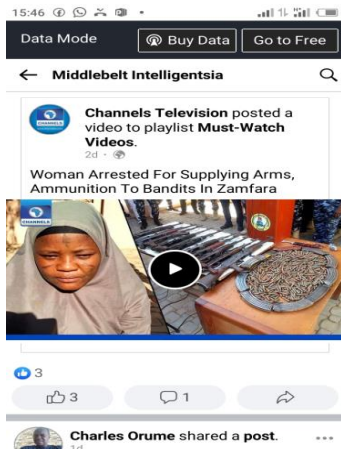 15:46
Data Mode
Buy Data
Go to Free
Middlebelt Intelligentsia
Channels Television posted a
video to playlist Must-Watch
Videos.
2d ·
Woman Arrested For Supplying Arms,
Ammunition To Bandits In Zamfara
CHANNELS
3
3
1
Charles Orume shared a post.
1d